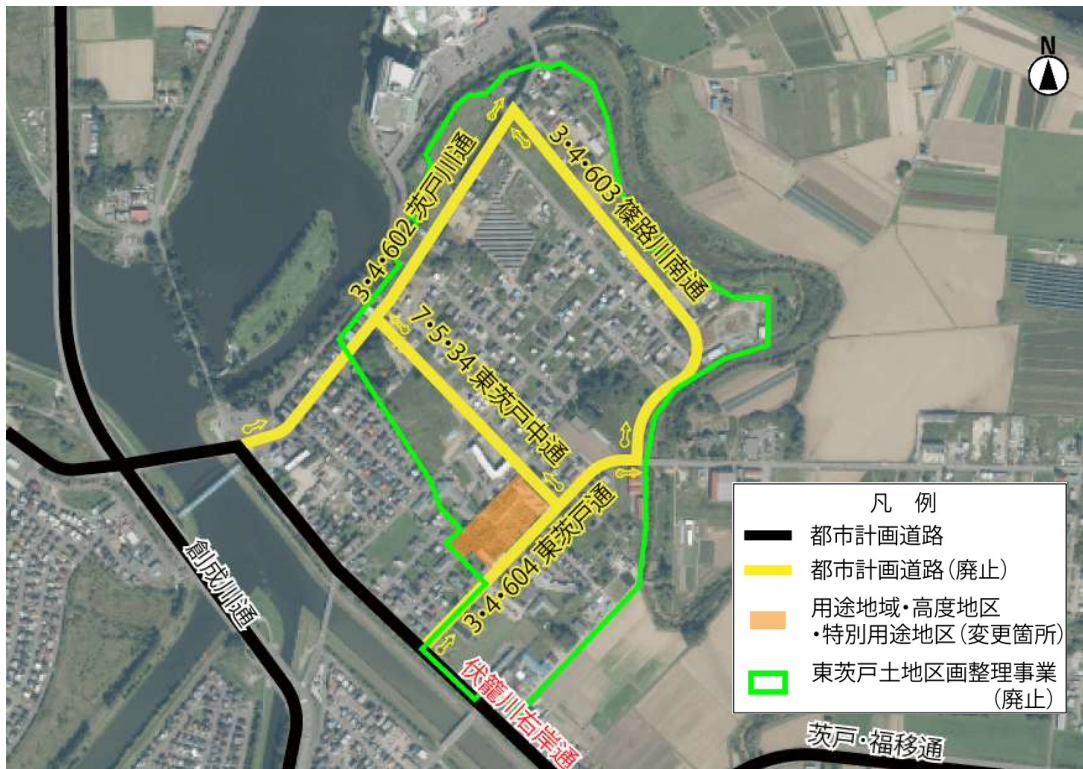 N
3・4・602 茨戸川通
3・4・603 篠路川南通
7・5・34 東茨戸中通
3・4・604 東茨戸通
創成川通
伏籠川右岸通
茨戸・福移通
凡 例
都市計画道路
都市計画道路(廃止)
用途地域・高度地区
・特別用途地区(変更箇所)
東茨戸土地区画整理事業
(廃止)